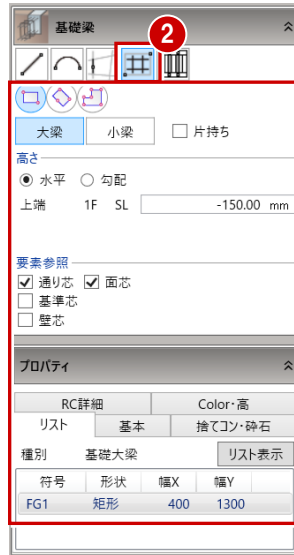 基礎梁
2
大梁 小梁 片持ち
高さ
水平 勾配
上端 1F SL -150.00 mm
要素参照
通り芯 面芯
基準芯
壁芯
プロパティ
RC詳細 Color・高
リスト 基本 捨てコン・砕石
種別 基礎大梁 リスト表示
符号 形状 幅X 幅Y
FG1 矩形 400 1300